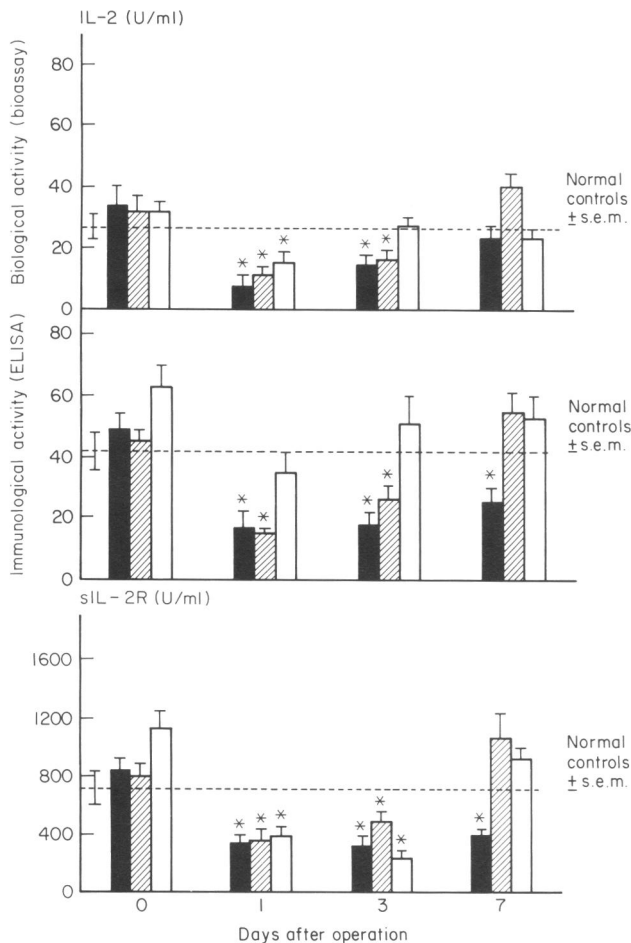 IL-2 (U/ml)
Biological activity (bioassay)
80
60
40
20
0
Normal
controls
± s.e.m.
* * *
* *
Immunological activity (ELISA)
80
60
40
20
0
Normal
controls
± s.e.m.
* *
* *
*
sIL-2R (U/ml)
1600
1200
800
400
0
Normal
controls
± s.e.m.
* * *
* * *
*
0 1 3 7
Days after operation